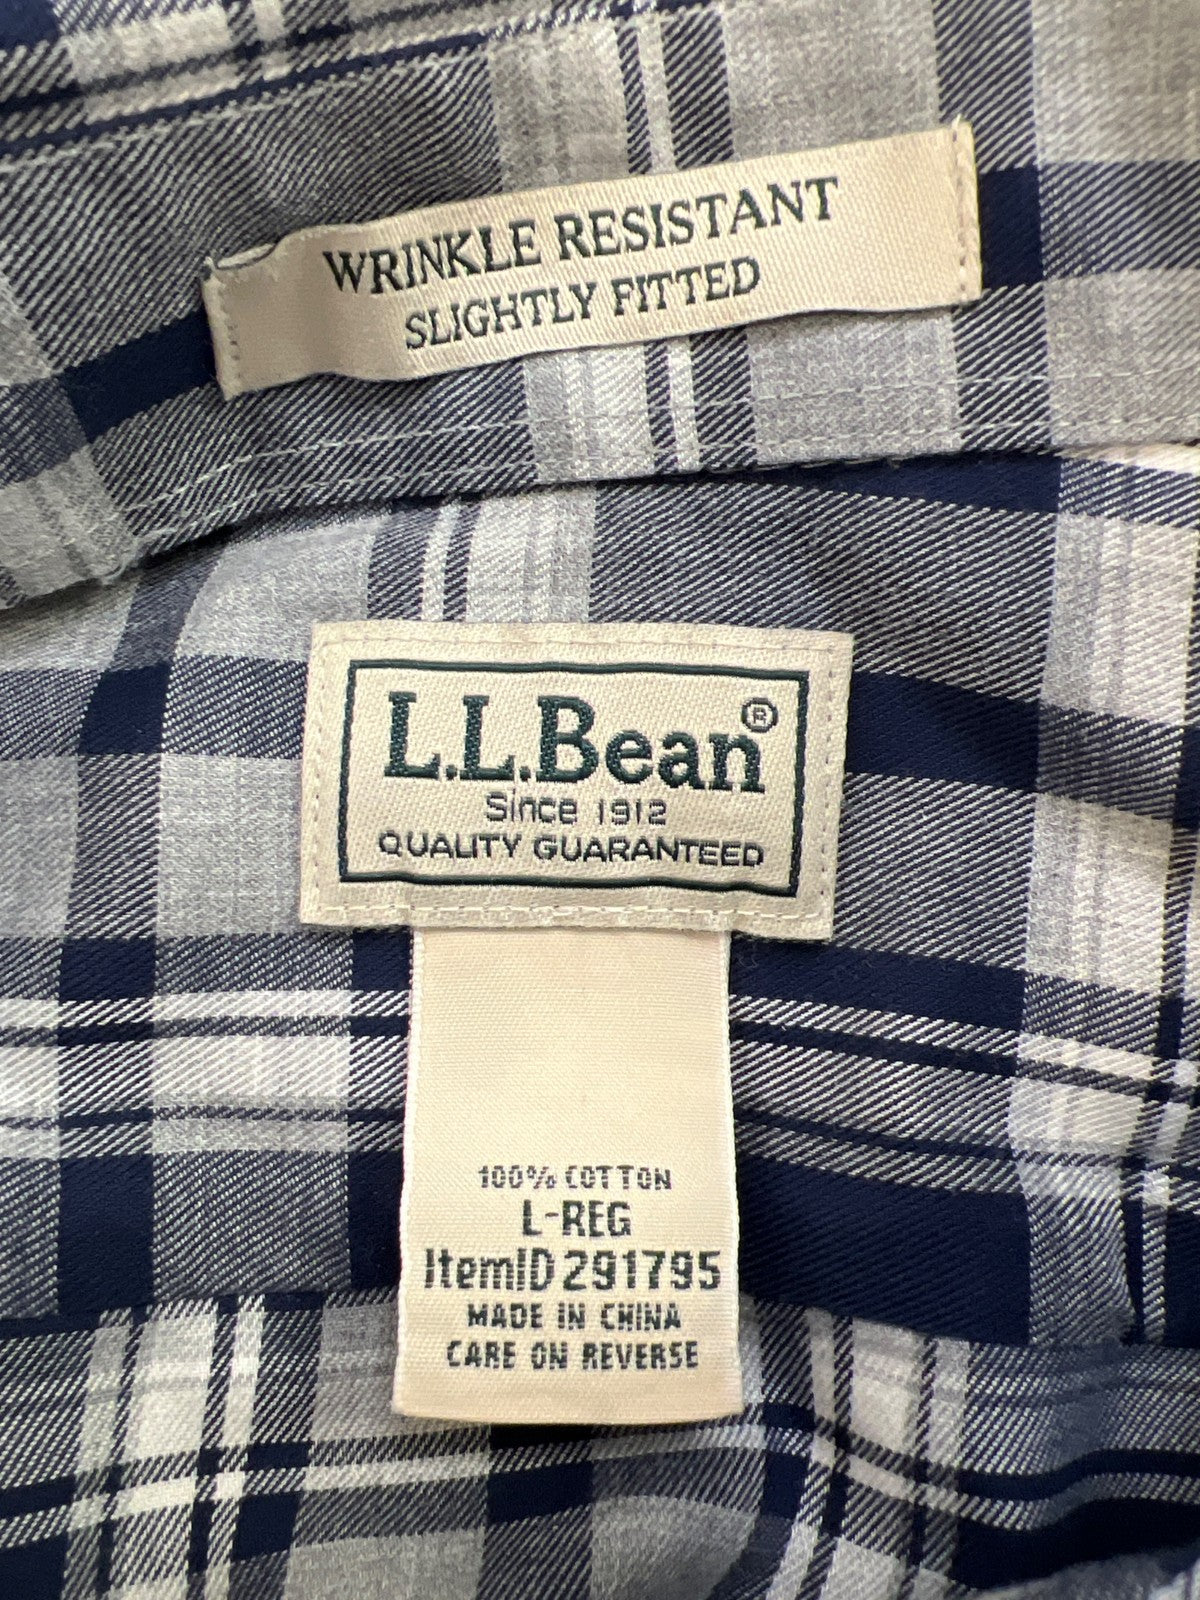 WRINKLE RESISTANT
SLIGHTLY FITTED
L.L.Bean®
Since 1912
QUALITY GUARANTEED
100% COTTON
L-REG
ItemID 291795
MADE IN CHINA
CARE ON REVERSE